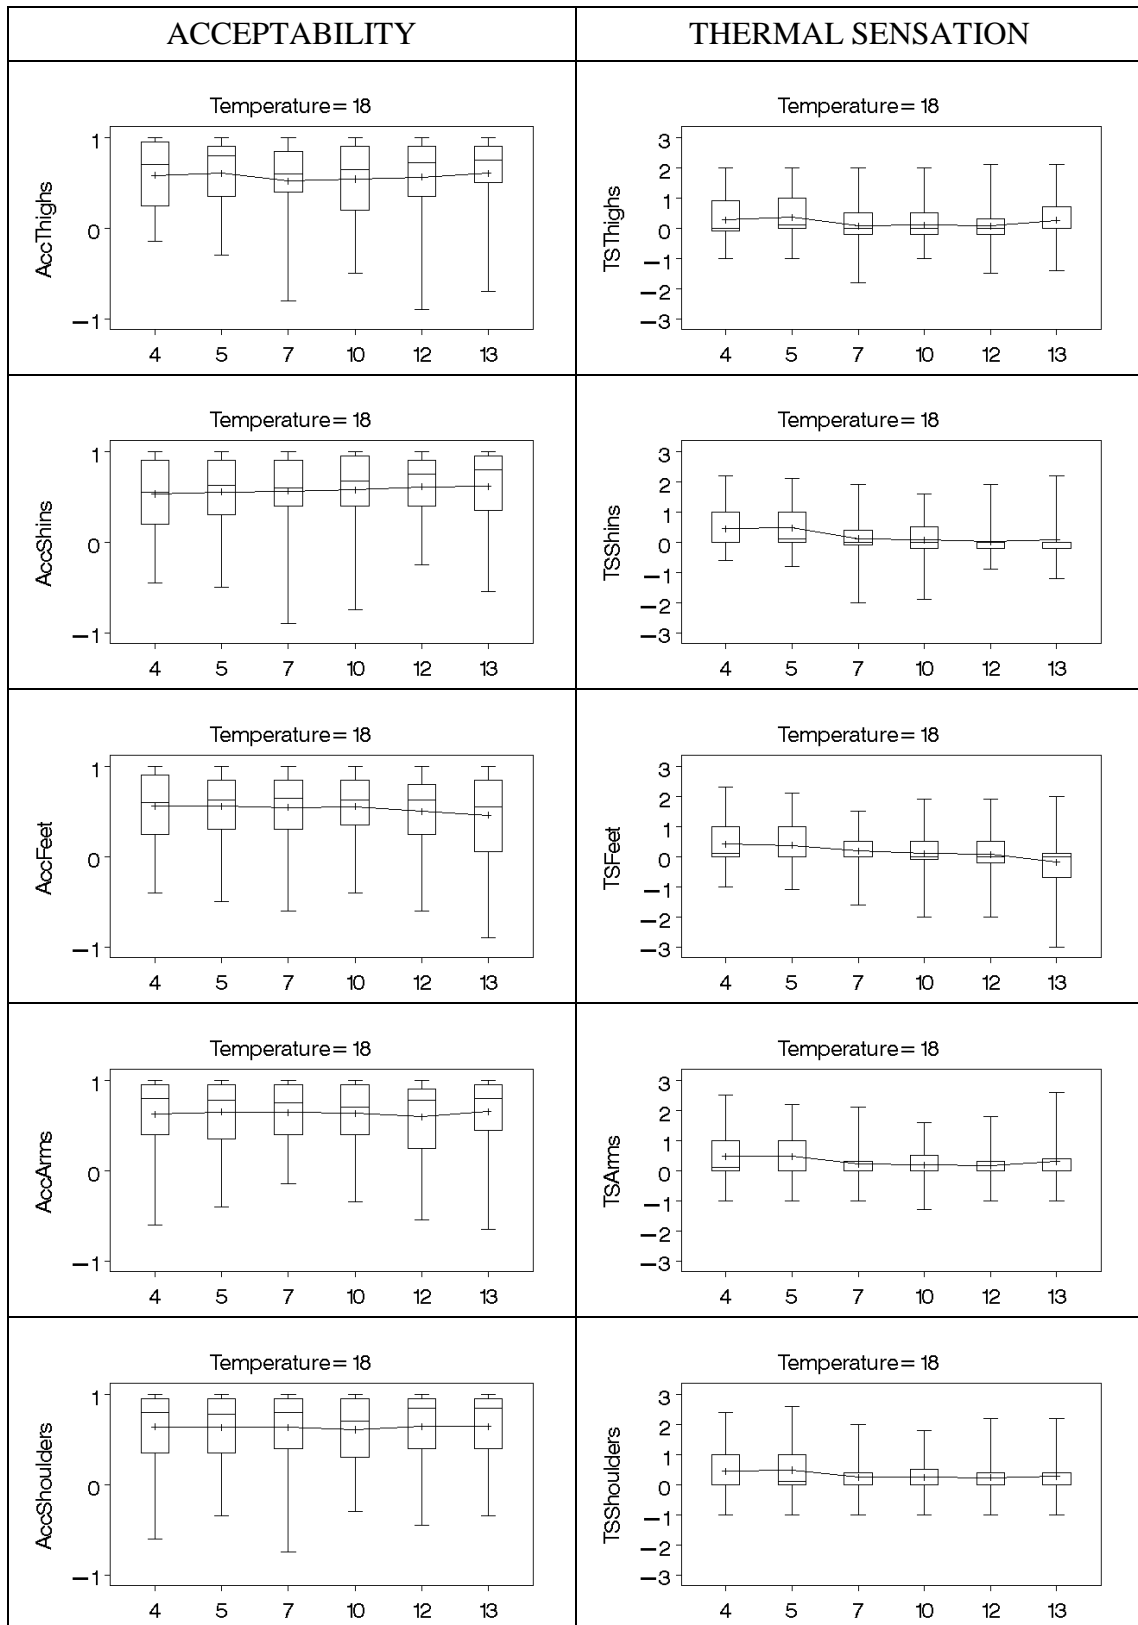 ACCEPTABILITY THERMAL SENSATION
Temperature= 18
AccThighs
1
0
−1
4 5 7 10 12 13
Temperature= 18
TSThighs
3
2
1
0
−1
−2
−3
4 5 7 10 12 13
Temperature= 18
AccShins
1
0
−1
4 5 7 10 12 13
Temperature= 18
TSShins
3
2
1
0
−1
−2
−3
4 5 7 10 12 13
Temperature= 18
AccFeet
1
0
−1
4 5 7 10 12 13
Temperature= 18
TSFeet
3
2
1
0
−1
−2
−3
4 5 7 10 12 13
Temperature= 18
AccArms
1
0
−1
4 5 7 10 12 13
Temperature= 18
TSArms
3
2
1
0
−1
−2
−3
4 5 7 10 12 13
Temperature= 18
AccShoulders
1
0
−1
4 5 7 10 12 13
Temperature= 18
TSShoulders
3
2
1
0
−1
−2
−3
4 5 7 10 12 13